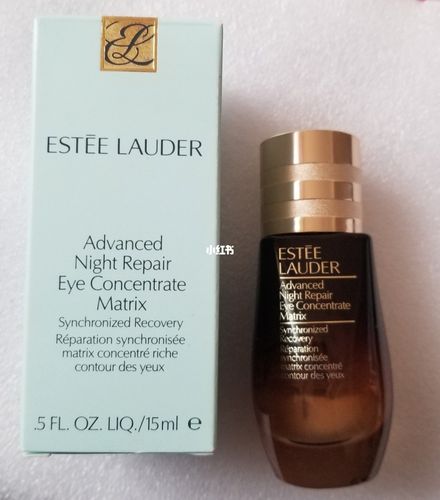 ESTĒE LAUDER
Advanced
Night Repair
Eye Concentrate
Matrix
Synchronized Recovery
Réparation synchronisée
matrix concentré riche
contour des yeux
.5 FL. OZ. LIQ./15ml e
小红书
ESTĒE
LAUDER
Advanced
Night Repair
Eye Concentrate
Matrix
Synchronized
Recovery
Réparation
synchronisée
matrix concentré
contour des yeux